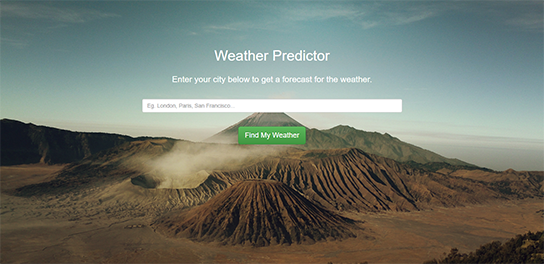 Weather Predictor
Enter your city below to get a forecast for the weather.
Eg. London, Paris, San Francisco...
Find My Weather